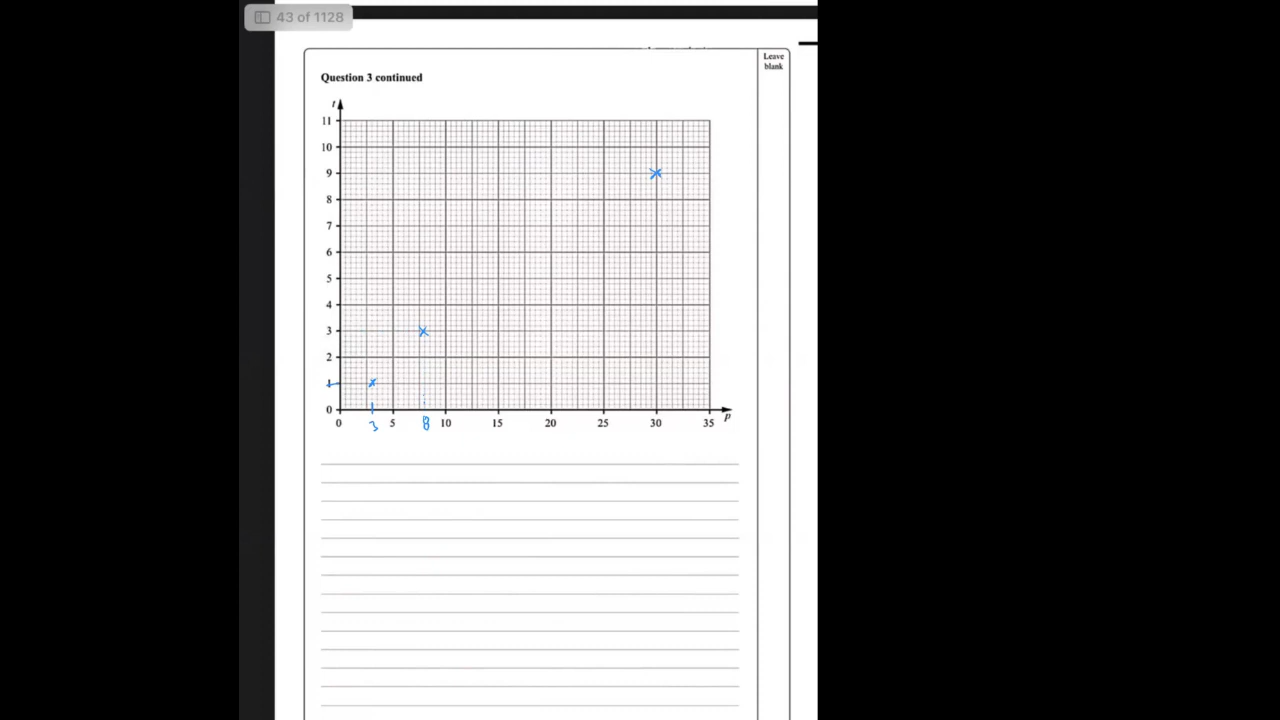 43 of 1128
Leave
blank
Question 3 continued
t
11
10
9
8
7
6
5
4
3
2
1
0
0 5 10 15 20 25 30 35 p
3 8